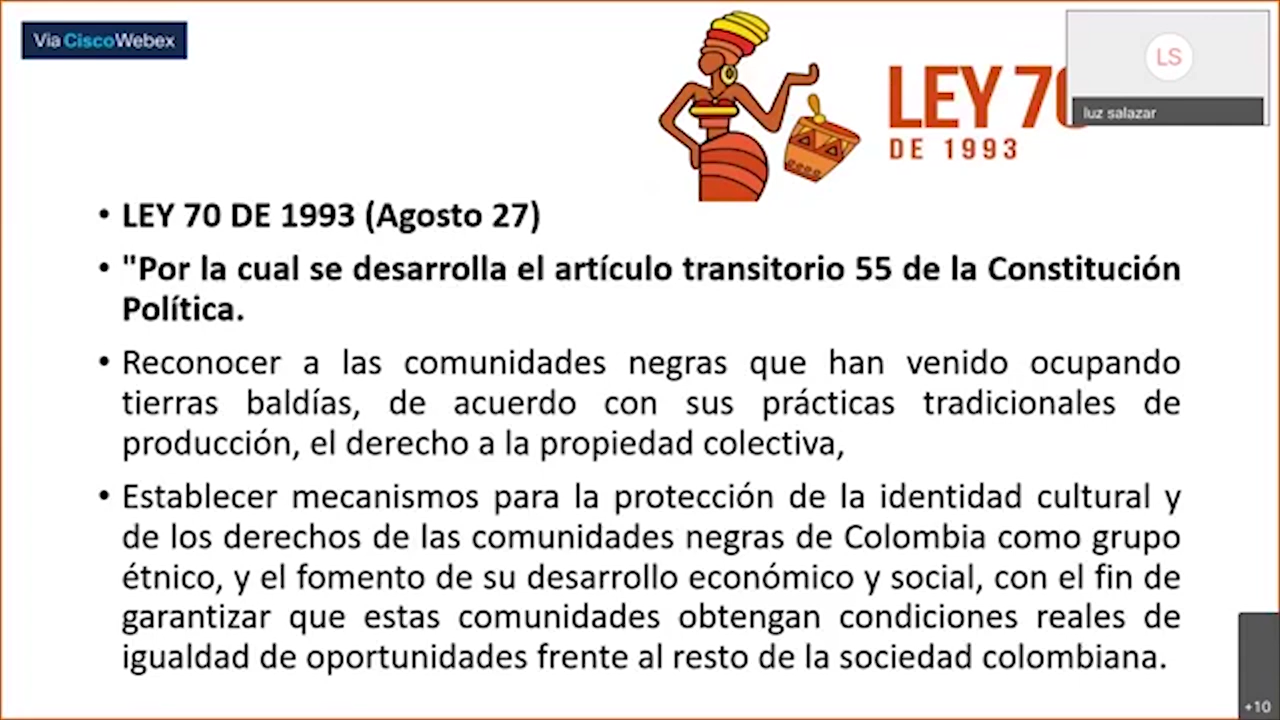 Vía CiscoWebex
LS
luz salazar
LEY 70
DE 1993
• LEY 70 DE 1993 (Agosto 27)
• "Por la cual se desarrolla el artículo transitorio 55 de la Constitución
Política.
• Reconocer a las comunidades negras que han venido ocupando
tierras baldías, de acuerdo con sus prácticas tradicionales de
producción, el derecho a la propiedad colectiva,
• Establecer mecanismos para la protección de la identidad cultural y
de los derechos de las comunidades negras de Colombia como grupo
étnico, y el fomento de su desarrollo económico y social, con el fin de
garantizar que estas comunidades obtengan condiciones reales de
igualdad de oportunidades frente al resto de la sociedad colombiana.
+10